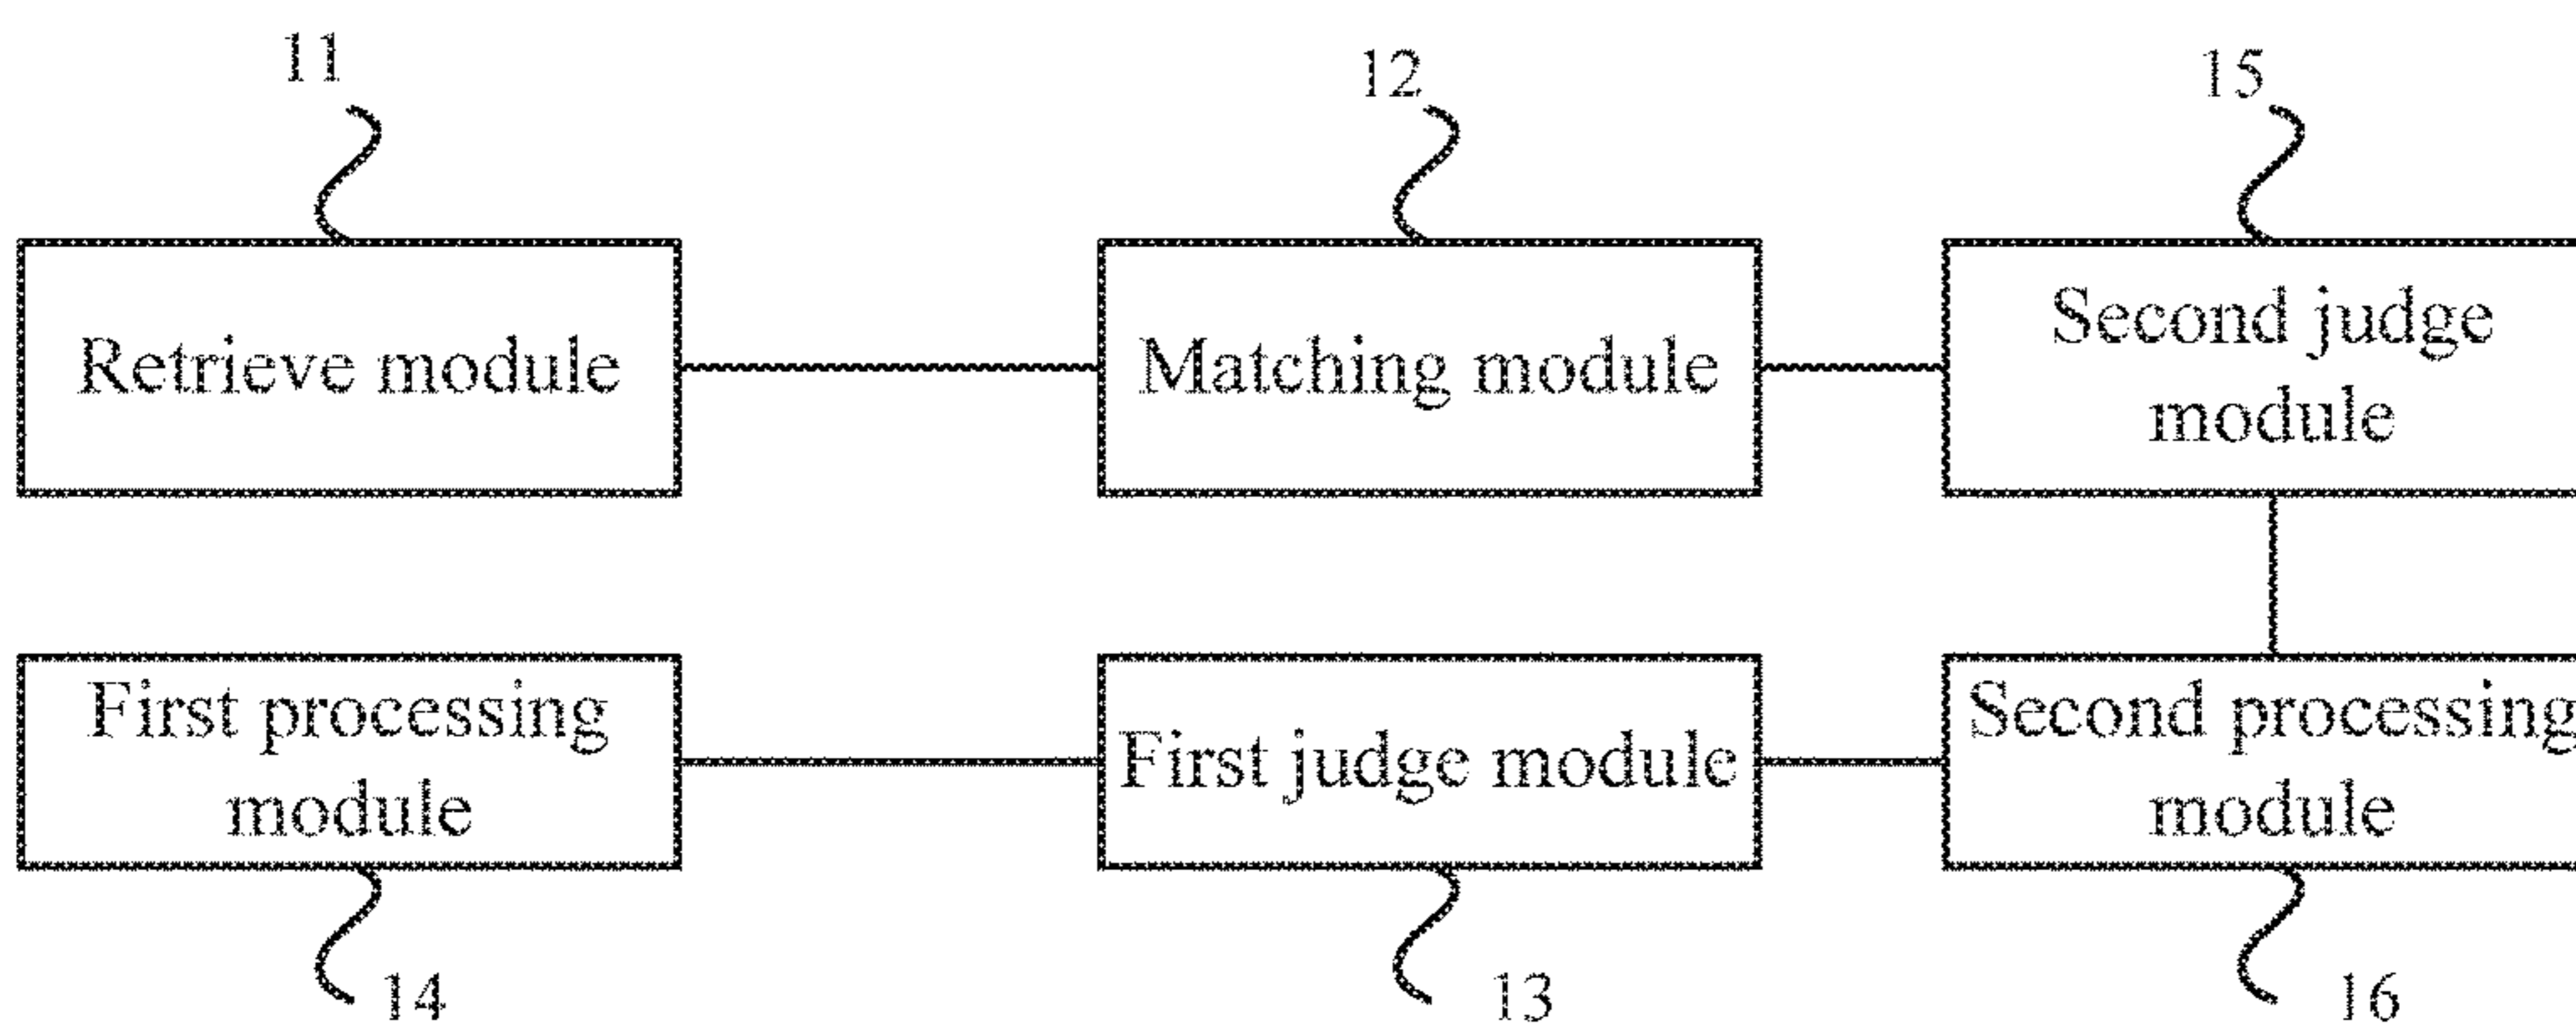 11
12
15
Retrieve module
Matching module
Second judge
module
First processing
module
First judge module
Second processing
module
14
13
16